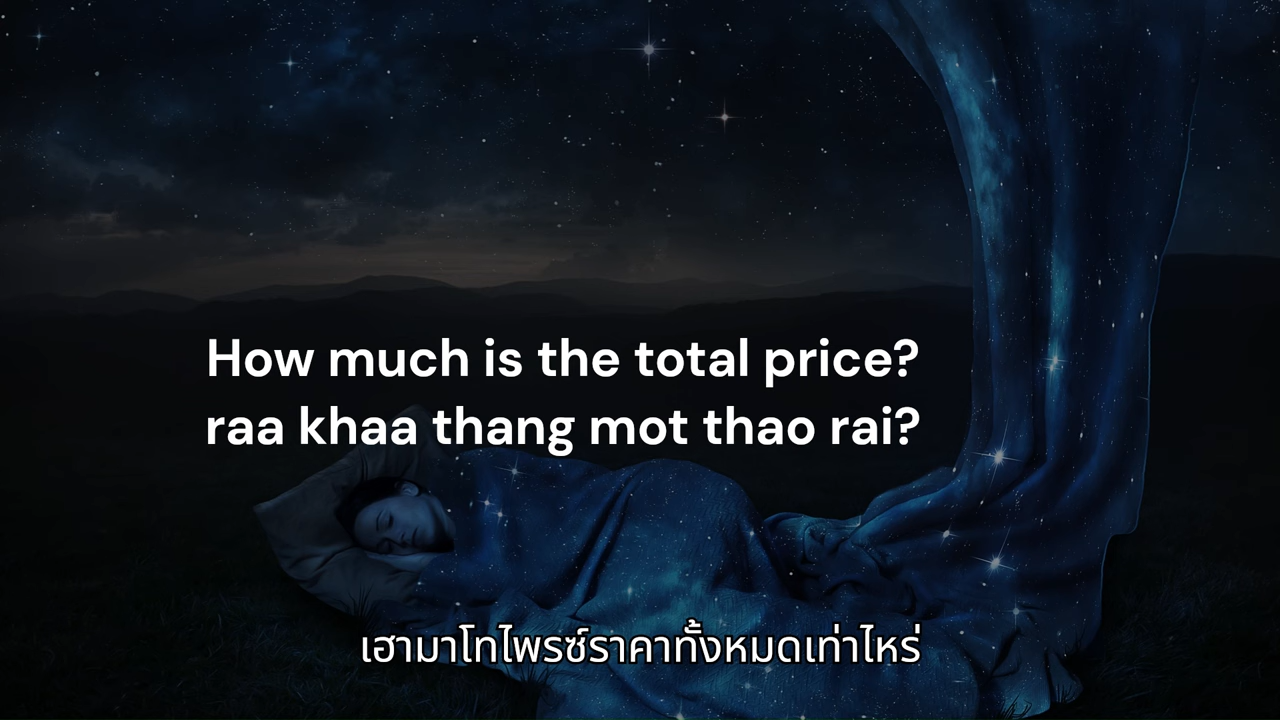 How much is the total price?
raa khaa thang mot thao rai?
เฮามาโทไพรซ์ราคาทั้งหมดเท่าไหร่